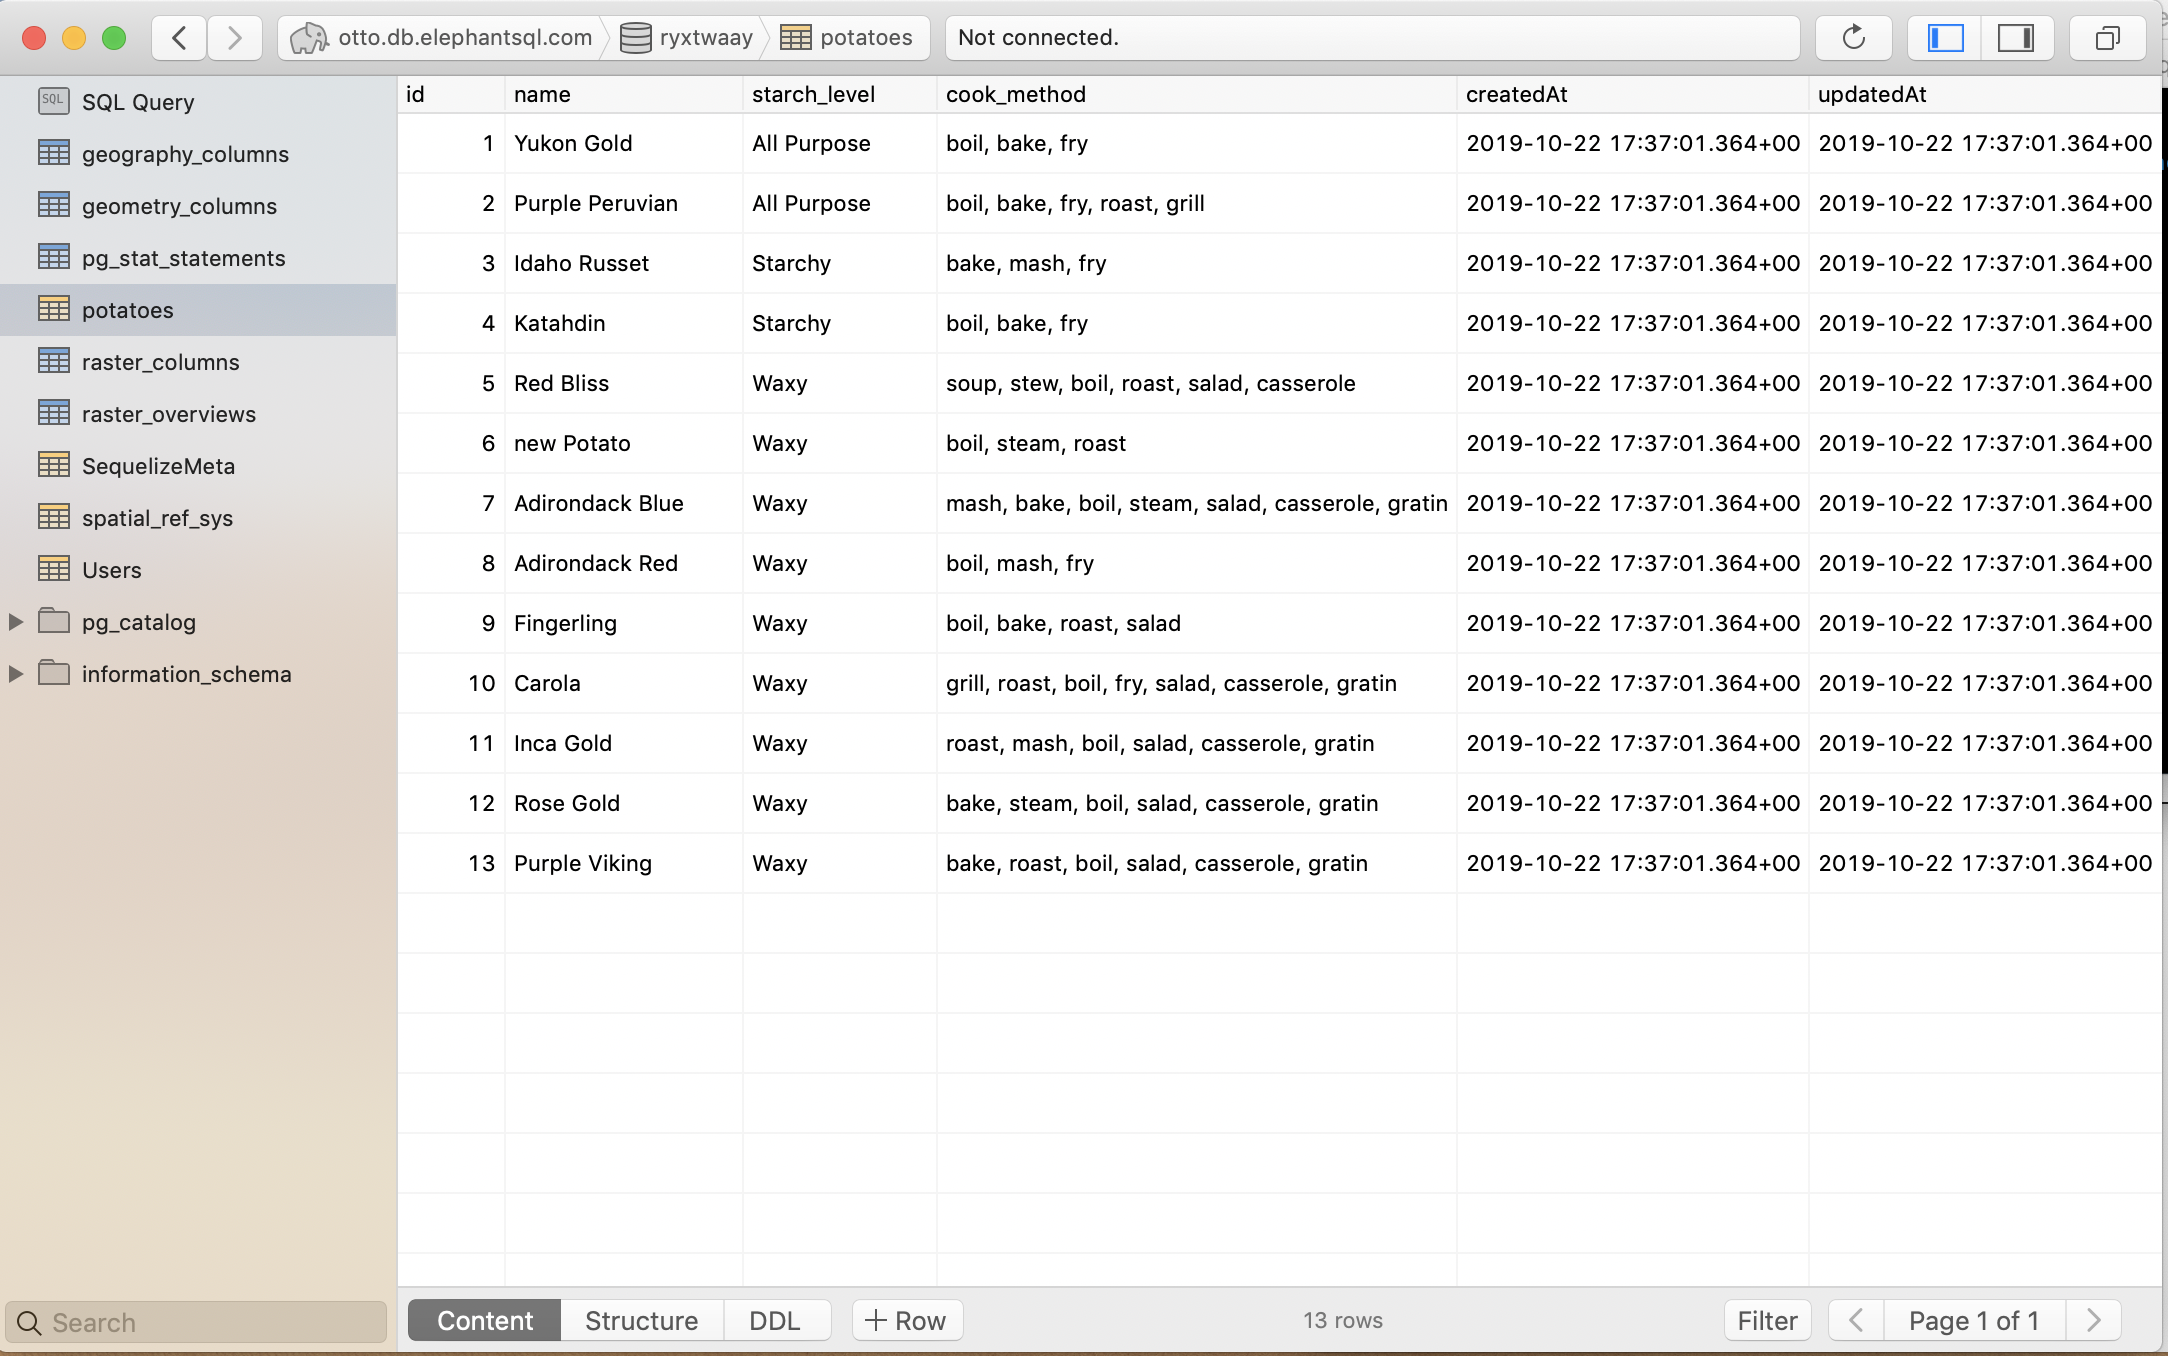 otto.db.elephantsql.com ryxtwaay potatoes Not connected.
SQL SQL Query
geography_columns
geometry_columns
pg_stat_statements
potatoes
raster_columns
raster_overviews
SequelizeMeta
spatial_ref_sys
Users
pg_catalog
information_schema
Search
id name starch_level cook_method createdAt updatedAt
1 Yukon Gold All Purpose boil, bake, fry 2019-10-22 17:37:01.364+00 2019-10-22 17:37:01.364+00
2 Purple Peruvian All Purpose boil, bake, fry, roast, grill 2019-10-22 17:37:01.364+00 2019-10-22 17:37:01.364+00
3 Idaho Russet Starchy bake, mash, fry 2019-10-22 17:37:01.364+00 2019-10-22 17:37:01.364+00
4 Katahdin Starchy boil, bake, fry 2019-10-22 17:37:01.364+00 2019-10-22 17:37:01.364+00
5 Red Bliss Waxy soup, stew, boil, roast, salad, casserole 2019-10-22 17:37:01.364+00 2019-10-22 17:37:01.364+00
6 new Potato Waxy boil, steam, roast 2019-10-22 17:37:01.364+00 2019-10-22 17:37:01.364+00
7 Adirondack Blue Waxy mash, bake, boil, steam, salad, casserole, gratin 2019-10-22 17:37:01.364+00 2019-10-22 17:37:01.364+00
8 Adirondack Red Waxy boil, mash, fry 2019-10-22 17:37:01.364+00 2019-10-22 17:37:01.364+00
9 Fingerling Waxy boil, bake, roast, salad 2019-10-22 17:37:01.364+00 2019-10-22 17:37:01.364+00
10 Carola Waxy grill, roast, boil, fry, salad, casserole, gratin 2019-10-22 17:37:01.364+00 2019-10-22 17:37:01.364+00
11 Inca Gold Waxy roast, mash, boil, salad, casserole, gratin 2019-10-22 17:37:01.364+00 2019-10-22 17:37:01.364+00
12 Rose Gold Waxy bake, steam, boil, salad, casserole, gratin 2019-10-22 17:37:01.364+00 2019-10-22 17:37:01.364+00
13 Purple Viking Waxy bake, roast, boil, salad, casserole, gratin 2019-10-22 17:37:01.364+00 2019-10-22 17:37:01.364+00
Content Structure DDL + Row 13 rows Filter Page 1 of 1